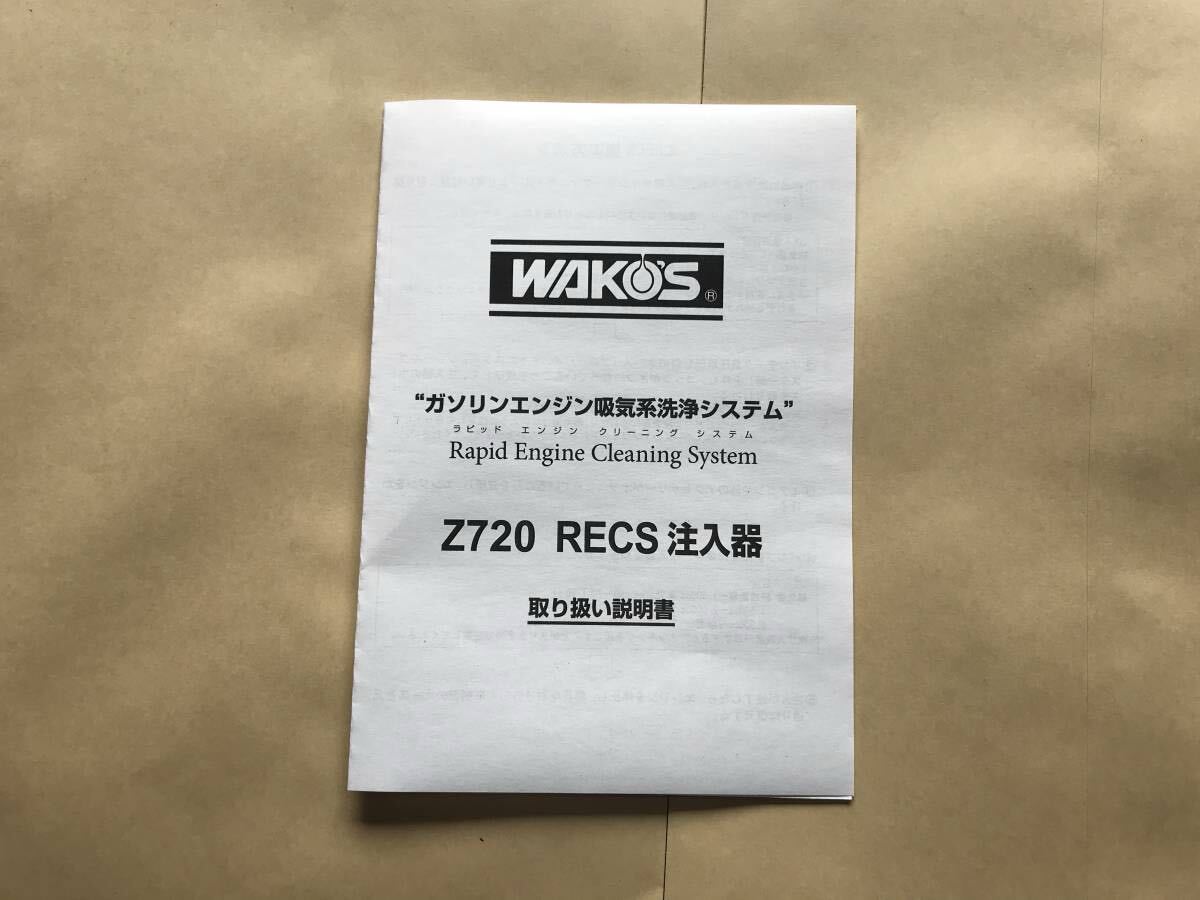 WAKO'S ®
“ガソリンエンジン吸気系洗浄システム”
ラピッド エンジン クリーニング システム
Rapid Engine Cleaning System
Z720 RECS 注入器
取り扱い説明書